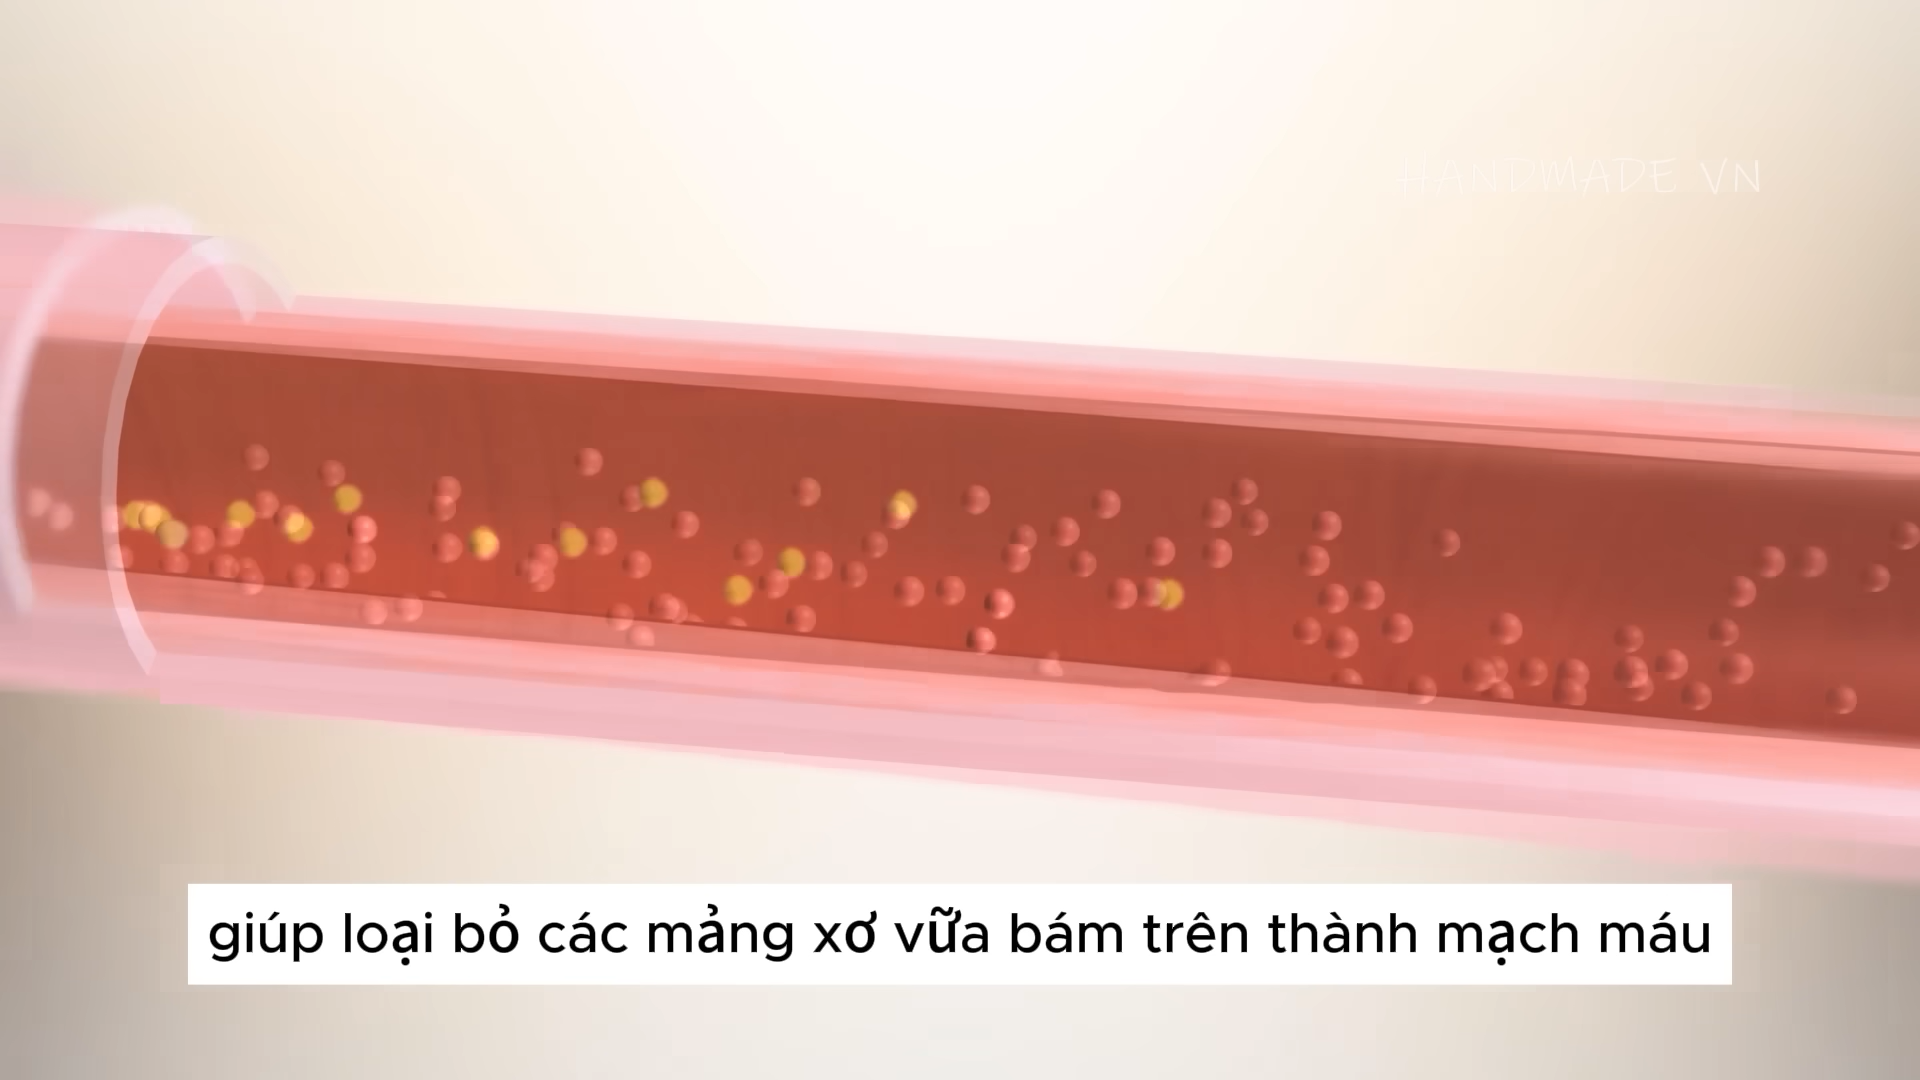 HANDMADE VN
giúp loại bỏ các mảng xơ vữa bám trên thành mạch máu